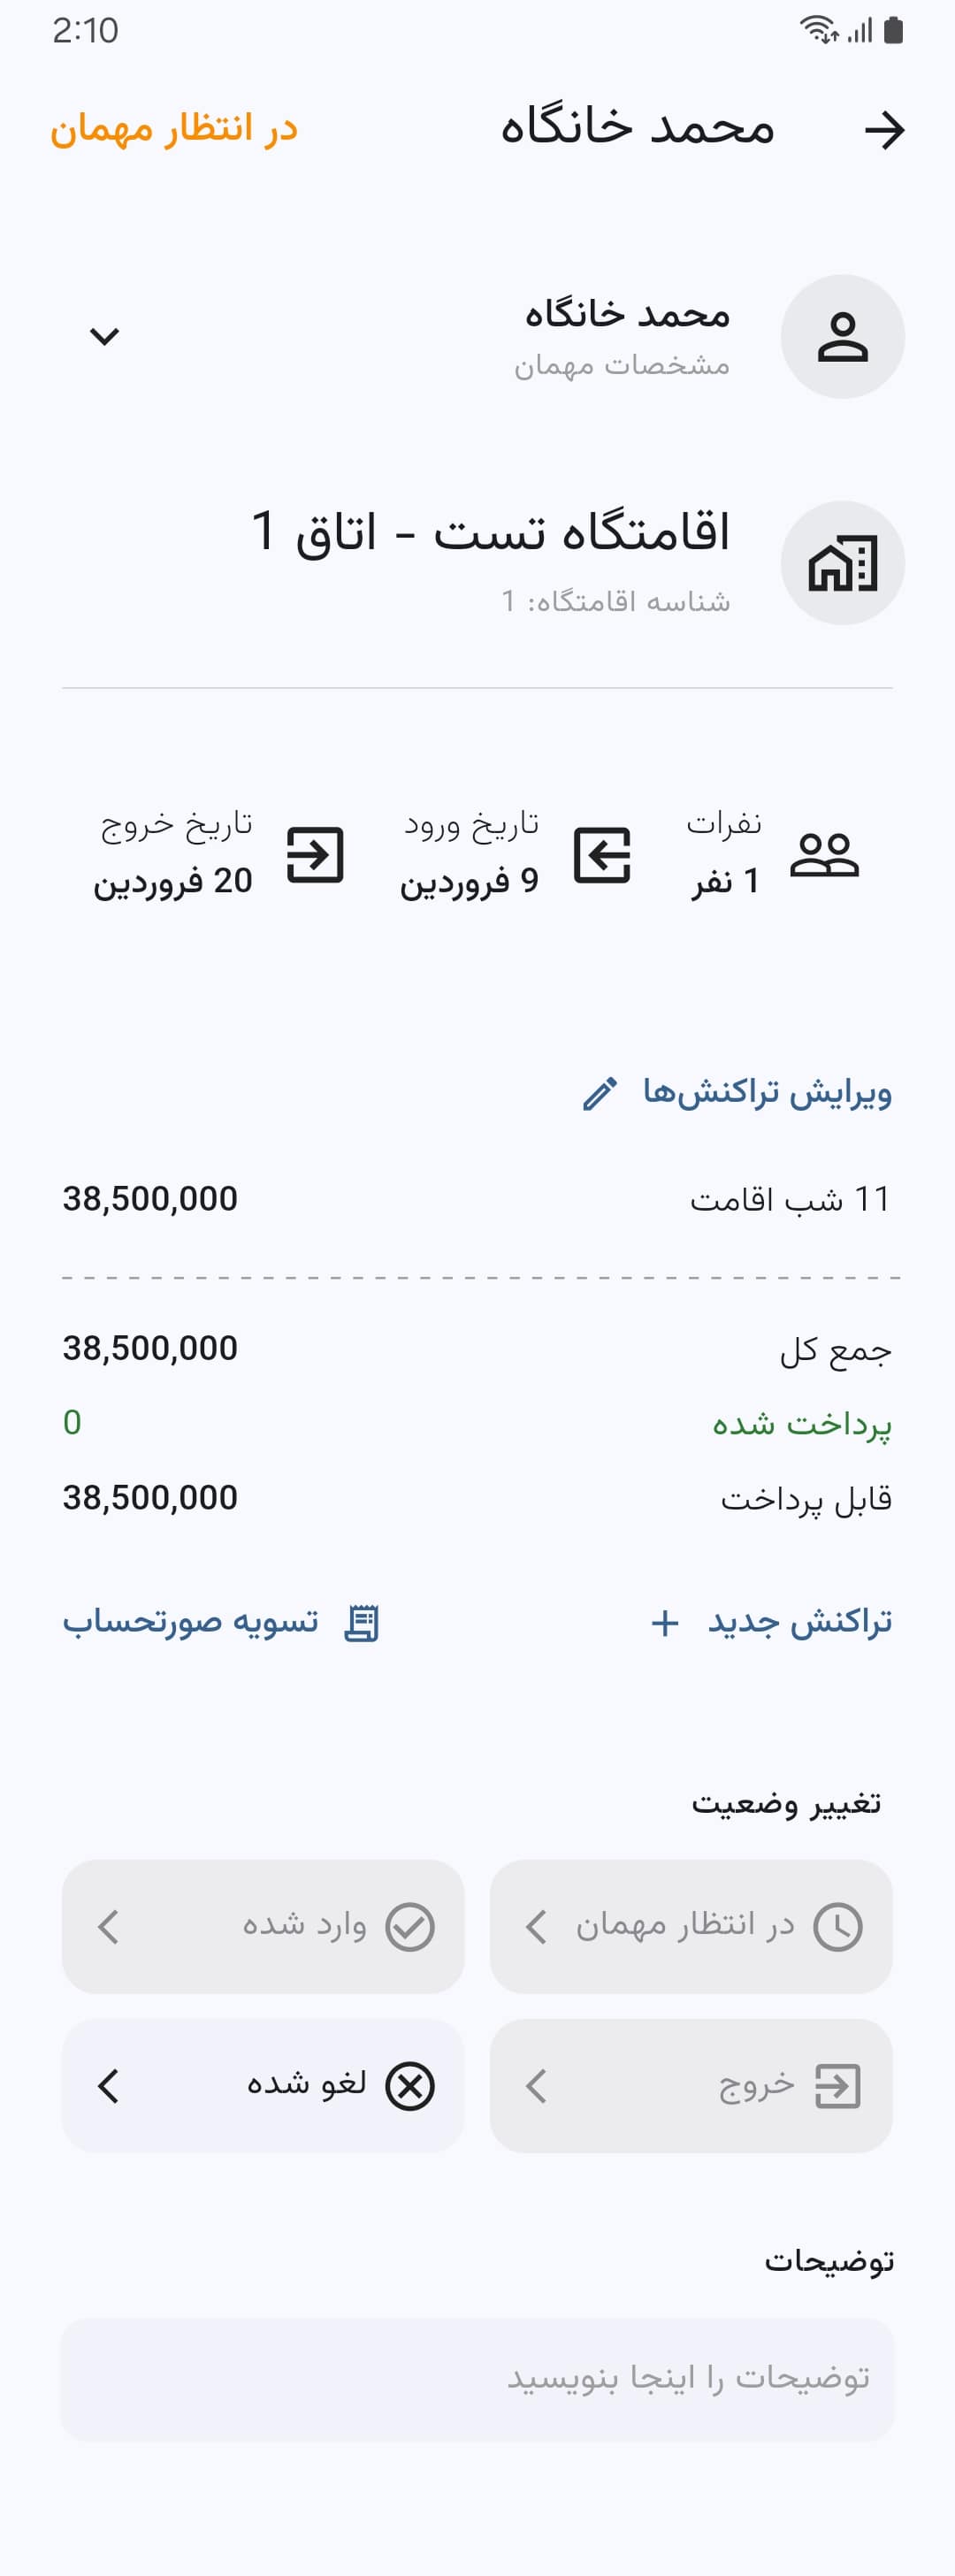 2:10
محمد خانگاه
در انتظار مهمان
محمد خانگاه
مشخصات مهمان
اقامتگاه تست - اتاق 1
شناسه اقامتگاه: 1
نفرات
1 نفر
تاریخ ورود
9 فروردین
تاریخ خروج
20 فروردین
ویرایش تراکنش‌ها
11 شب اقامت 38,500,000
جمع کل 38,500,000
پرداخت شده 0
قابل پرداخت 38,500,000
تراکنش جدید
تسویه صورتحساب
تغییر وضعیت
در انتظار مهمان
وارد شده
خروج
لغو شده
توضیحات
توضیحات را اینجا بنویسید